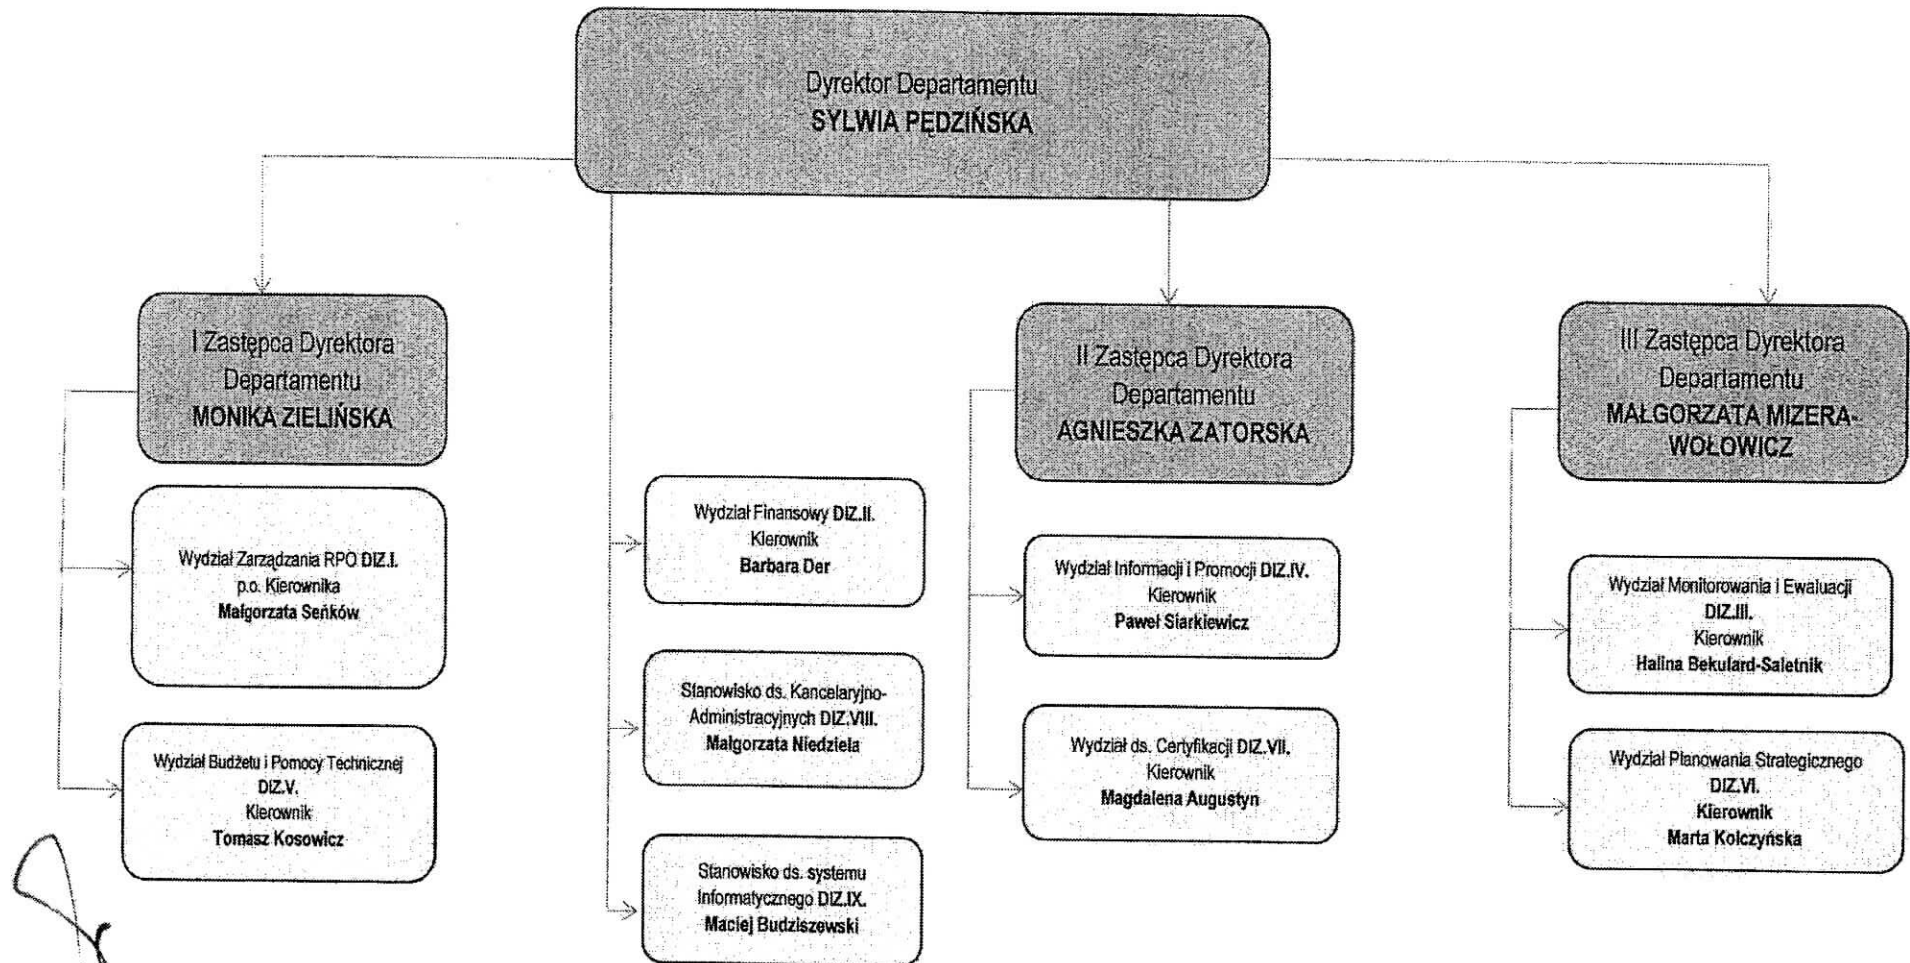 Dyrektor Departamentu
SYLWIA PĘDZIŃSKA
I Zastępca Dyrektora
Departamentu
MONIKA ZIELIŃSKA
Wydział Zarządzania RPO DIZ.I.
p.o. Kierownika
Małgorzata Seńków
Wydział Budżetu i Pomocy Technicznej
DIZ.V.
Kierownik
Tomasz Kosowicz
Wydział Finansowy DIZ.II.
Kierownik
Barbara Der
Stanowisko ds. Kancelaryjno-
Administracyjnych DIZ.VIII.
Małgorzata Niedziela
Stanowisko ds. systemu
Informatycznego DIZ.IX.
Maciej Budziszewski
II Zastępca Dyrektora
Departamentu
AGNIESZKA ZATORSKA
Wydział Informacji i Promocji DIZ.IV.
Kierownik
Paweł Siarkiewicz
Wydział ds. Certyfikacji DIZ.VII.
Kierownik
Magdalena Augustyn
III Zastępca Dyrektora
Departamentu
MAŁGORZATA MIZERA-
WOŁOWICZ
Wydział Monitorowania i Ewaluacji
DIZ.III.
Kierownik
Halina Bekulard-Saletnik
Wydział Planowania Strategicznego
DIZ.VI.
Kierownik
Marta Kolczyńska